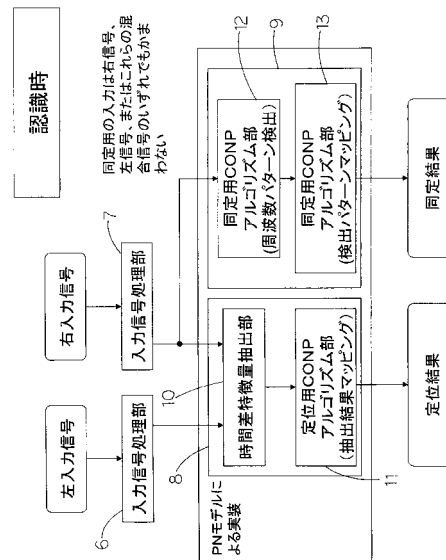 認識時
同定用の入力は右信号、
左信号、またはこれらの混
合信号のいずれでもかま
わない
左入力信号
右入力信号
6
入力信号処理部
7
入力信号処理部
PNモデルに
よる実装
8
9
10
時間差特徴量抽出部
12
同定用CONP
アルゴリズム部
(周波数パターン検出)
11
定位用CONP
アルゴリズム部
(抽出結果マッピング)
13
同定用CONP
アルゴリズム部
(検出パターンマッピング)
定位結果
同定結果